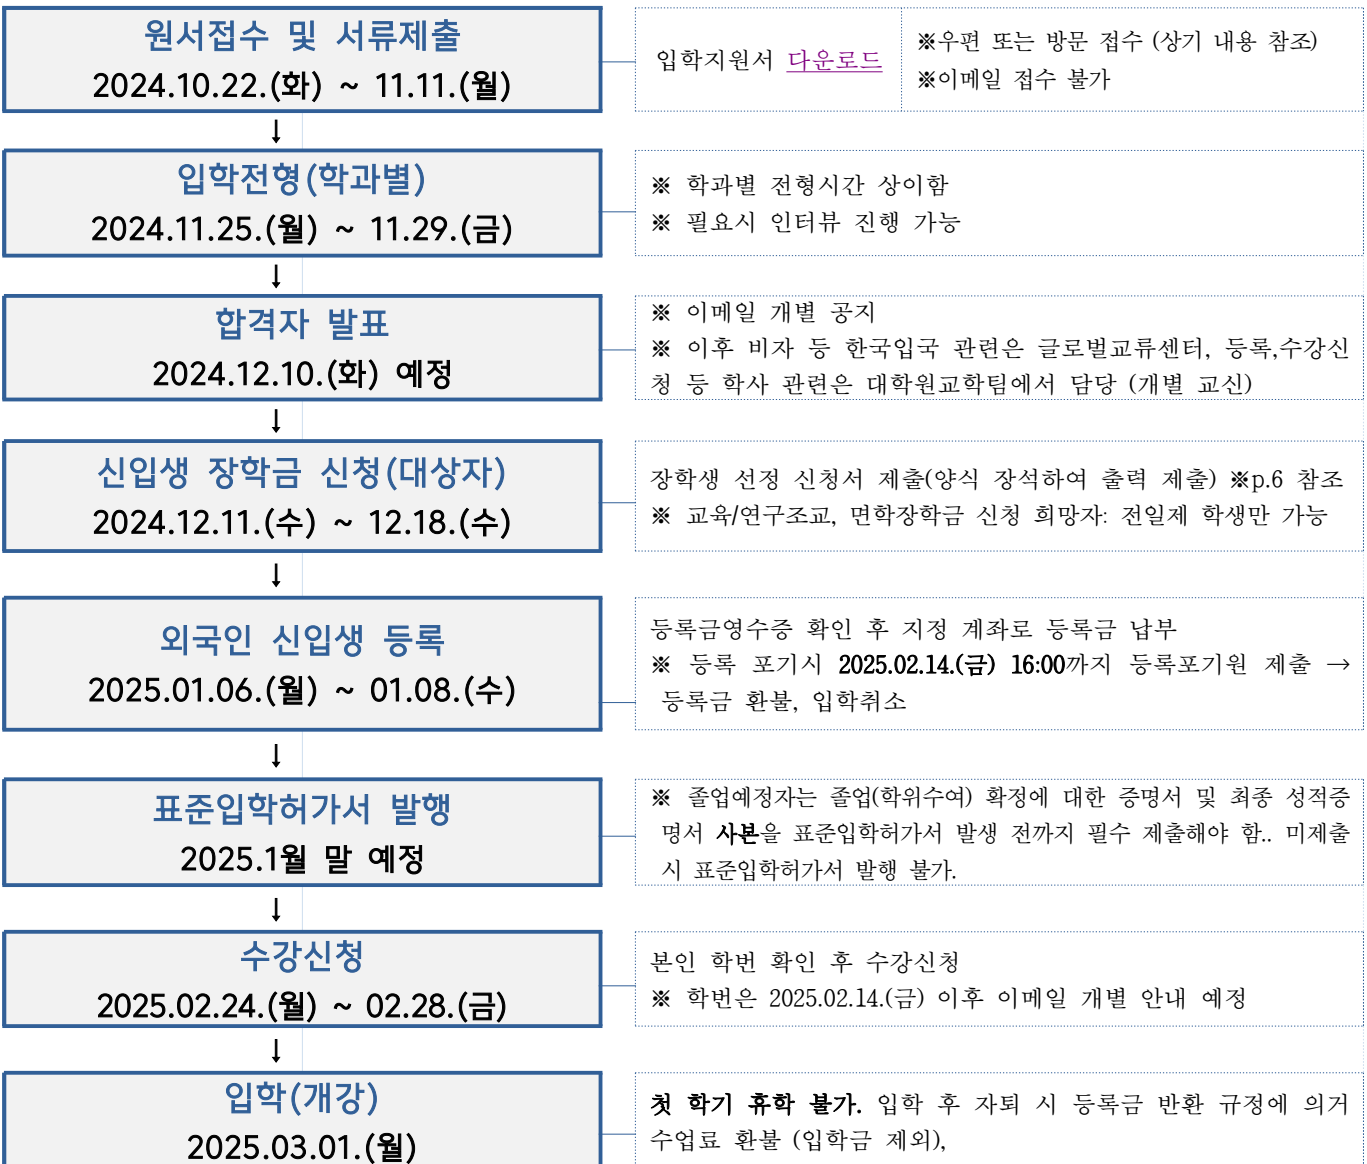 원서접수 및 서류제출
2024.10.22.(화) ~ 11.11.(월)
입학지원서 다운로드
※우편 또는 방문 접수 (상기 내용 참조)
※이메일 접수 불가
↓
입학전형(학과별)
2024.11.25.(월) ~ 11.29.(금)
※ 학과별 전형시간 상이함
※ 필요시 인터뷰 진행 가능
↓
합격자 발표
2024.12.10.(화) 예정
※ 이메일 개별 공지
※ 이후 비자 등 한국입국 관련은 글로벌교류센터, 등록,수강신
청 등 학사 관련은 대학원교학팀에서 담당 (개별 교신)
↓
신입생 장학금 신청(대상자)
2024.12.11.(수) ~ 12.18.(수)
장학생 선정 신청서 제출(양식 장석하여 출력 제출) ※p.6 참조
※ 교육/연구조교, 면학장학금 신청 희망자: 전일제 학생만 가능
↓
외국인 신입생 등록
2025.01.06.(월) ~ 01.08.(수)
등록금영수증 확인 후 지정 계좌로 등록금 납부
※ 등록 포기시 2025.02.14.(금) 16:00까지 등록포기원 제출 →
등록금 환불, 입학취소
↓
표준입학허가서 발행
2025.1월 말 예정
※ 졸업예정자는 졸업(학위수여) 확정에 대한 증명서 및 최종 성적증
명서 사본을 표준입학허가서 발생 전까지 필수 제출해야 함.. 미제출
시 표준입학허가서 발행 불가.
↓
수강신청
2025.02.24.(월) ~ 02.28.(금)
본인 학번 확인 후 수강신청
※ 학번은 2025.02.14.(금) 이후 이메일 개별 안내 예정
↓
입학(개강)
2025.03.01.(월)
첫 학기 휴학 불가. 입학 후 자퇴 시 등록금 반환 규정에 의거
수업료 환불 (입학금 제외),